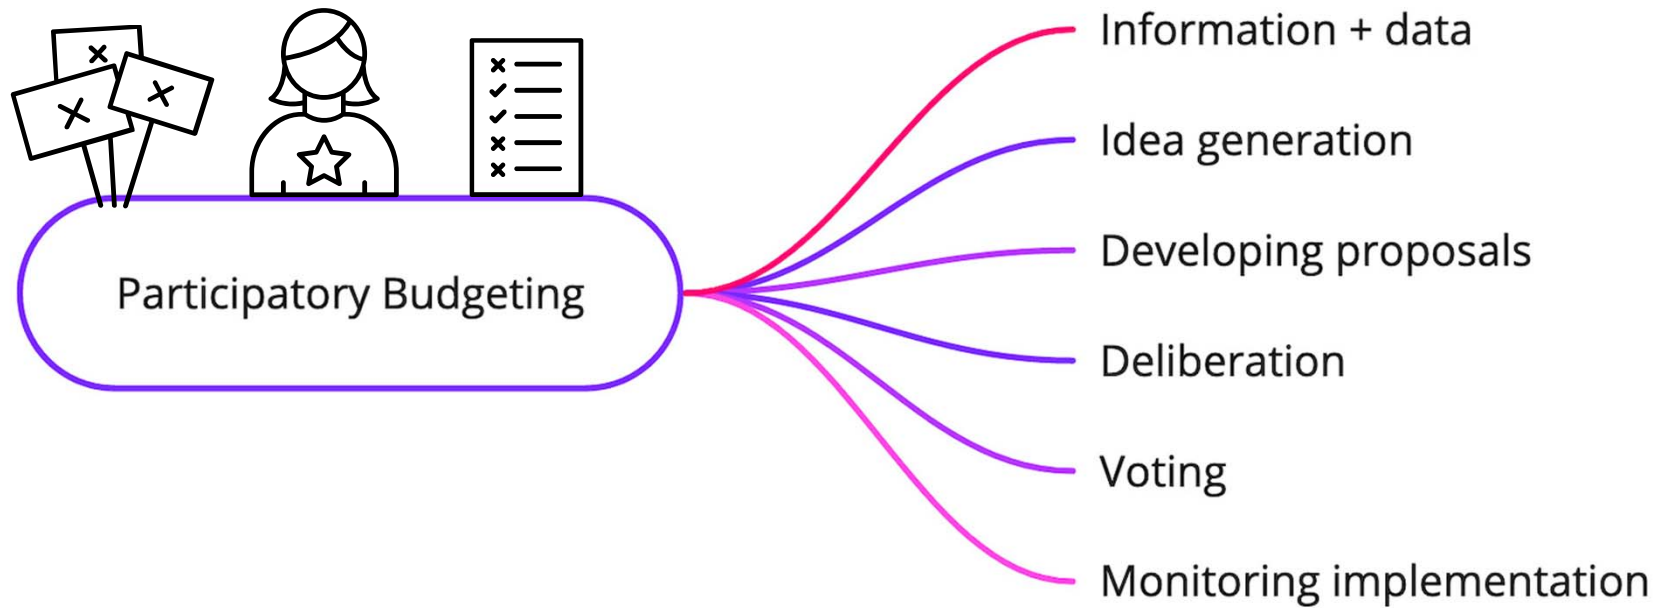 Participatory Budgeting
Information + data
Idea generation
Developing proposals
Deliberation
Voting
Monitoring implementation